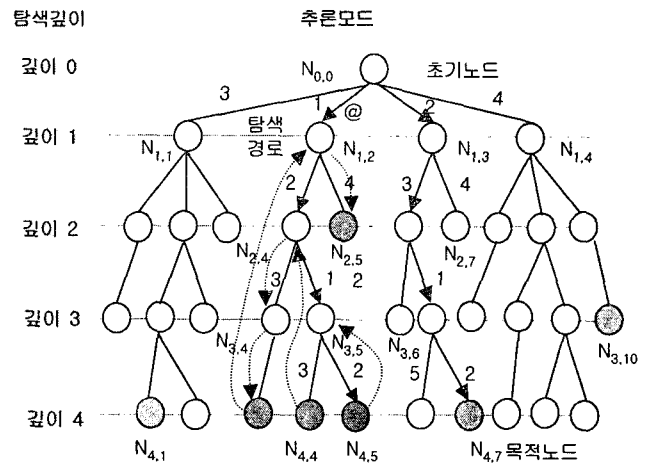 탐색깊이 추론모드
깊이 0 N0,0 초기노드
3 1 @ 2 4
깊이 1 N1,1 탐색 경로 N1,2 N1,3 N1,4
2 4 3 4
깊이 2 N2,4 N2,5 N2,7
3 1 2 1
깊이 3 N3,4 N3,5 N3,6 N3,10
3 2 5 2
깊이 4
N4,1 N4,4 N4,5 N4,7 목적노드